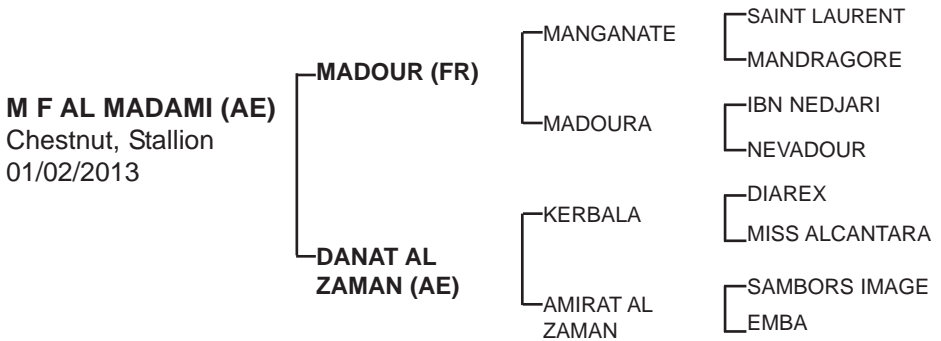 M F AL MADAMI (AE)
Chestnut, Stallion
01/02/2013
MADOUR (FR)
DANAT AL
ZAMAN (AE)
MANGANATE
MADOURA
KERBALA
AMIRAT AL
ZAMAN
SAINT LAURENT
MANDRAGORE
IBN NEDJARI
NEVADOUR
DIAREX
MISS ALCANTARA
SAMBORS IMAGE
EMBA